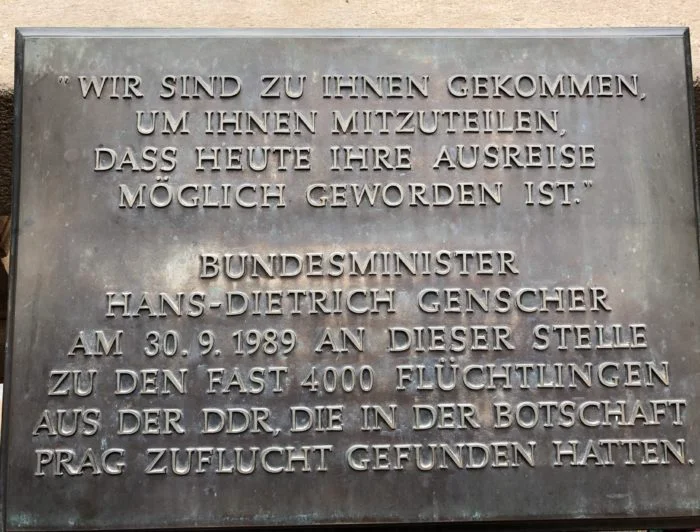 "WIR SIND ZU IHNEN GEKOMMEN,
UM IHNEN MITZUTEILEN,
DASS HEUTE IHRE AUSREISE
MÖGLICH GEWORDEN IST."
BUNDESMINISTER
HANS-DIETRICH GENSCHER
AM 30.9.1989 AN DIESER STELLE
ZU DEN FAST 4000 FLÜCHTLINGEN
AUS DER DDR, DIE IN DER BOTSCHAFT
PRAG ZUFLUCHT GEFUNDEN HATTEN.